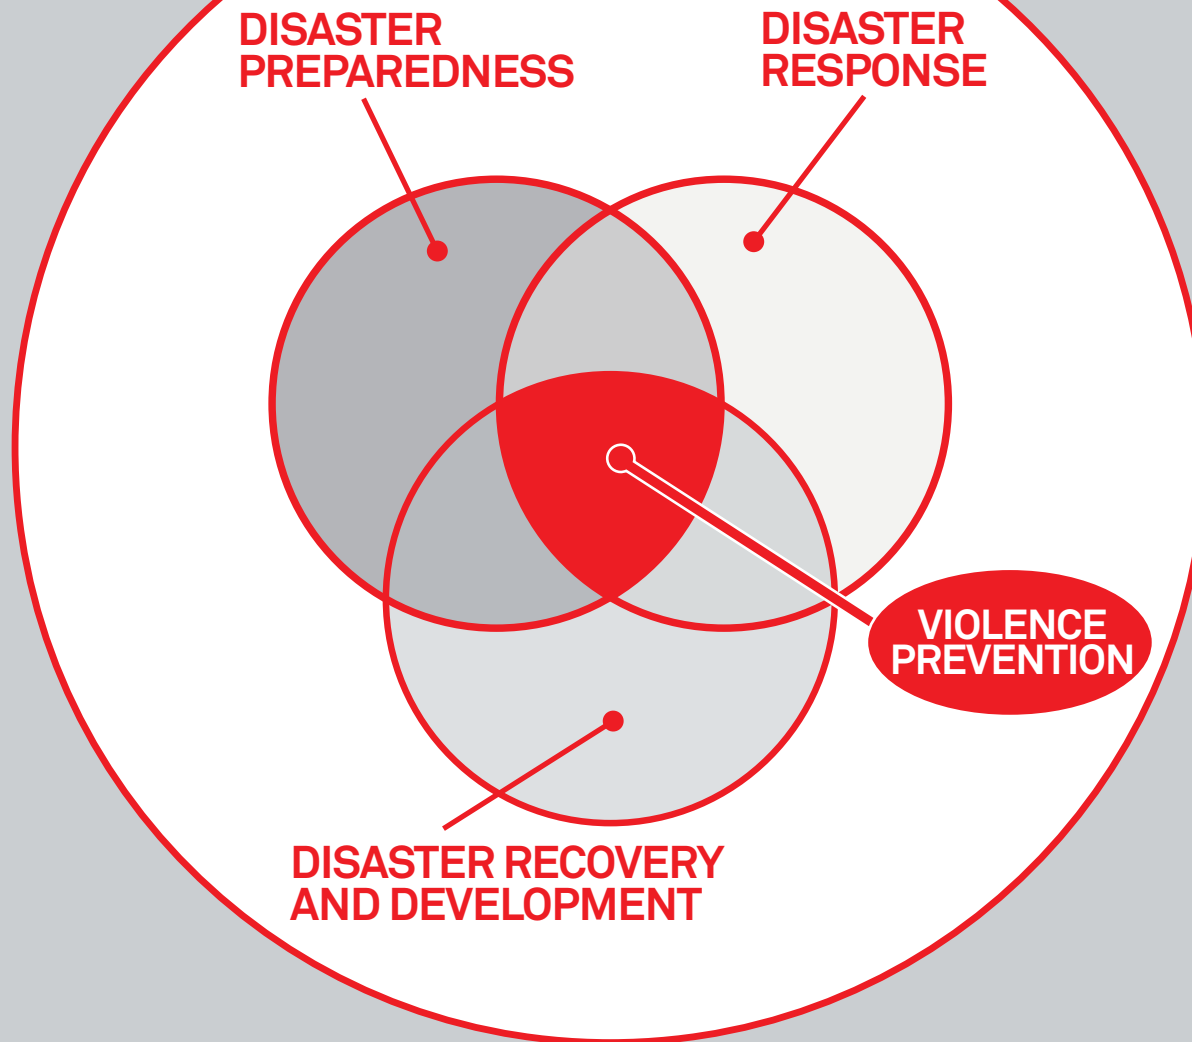 DISASTER
PREPAREDNESS
DISASTER
RESPONSE
VIOLENCE
PREVENTION
DISASTER RECOVERY
AND DEVELOPMENT